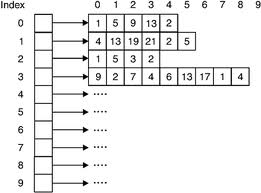 Index 0 1 2 3 4 5 6 7 8 9
0 1 5 9 13 2
1 4 13 19 21 2 5
2 1 5 3 2
3 9 2 7 4 6 13 17 1 4
4 ....
5 ....
6 ....
7 ....
8 ....
9 ....